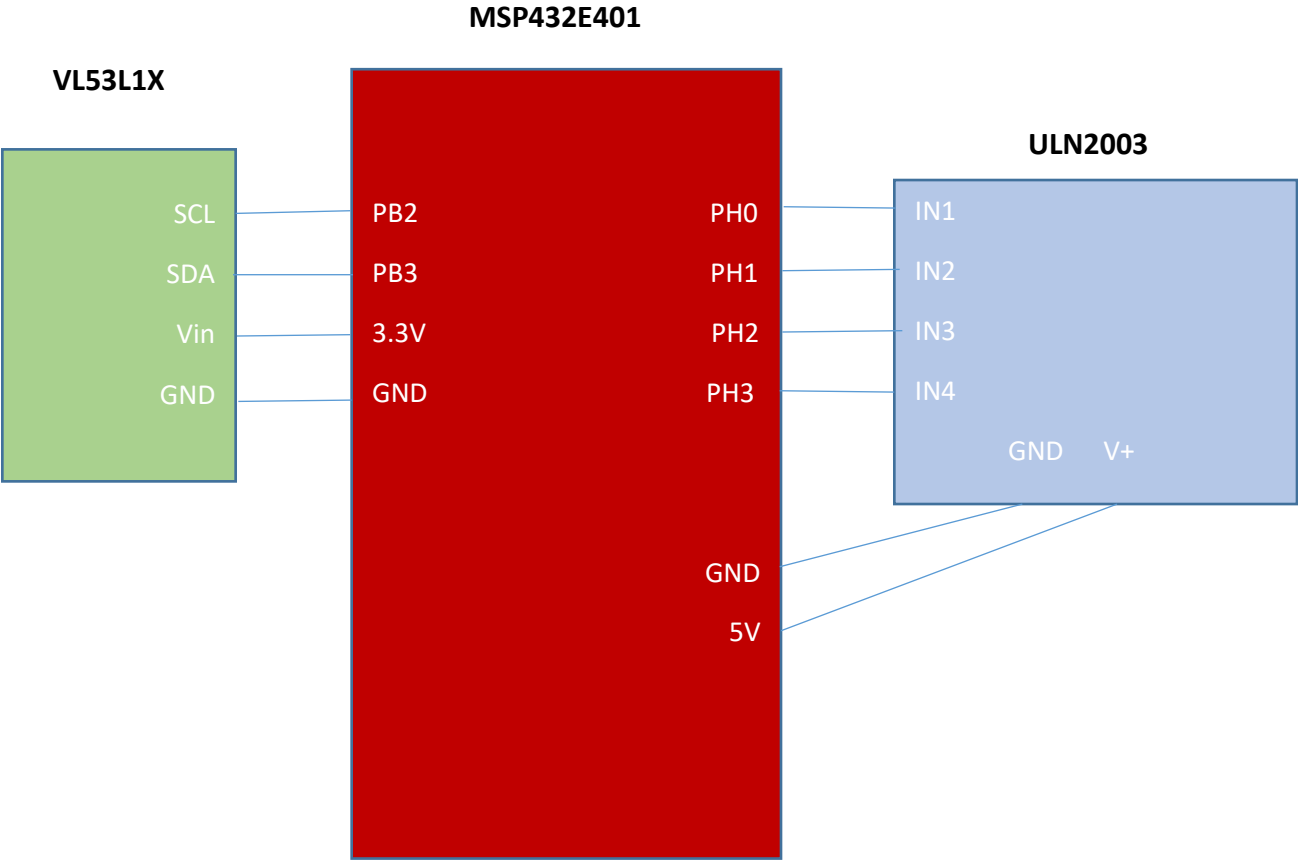 MSP432E401
VL53L1X
SCL
SDA
Vin
GND
PB2
PB3
3.3V
GND
PH0
PH1
PH2
PH3
GND
5V
ULN2003
IN1
IN2
IN3
IN4
GND V+